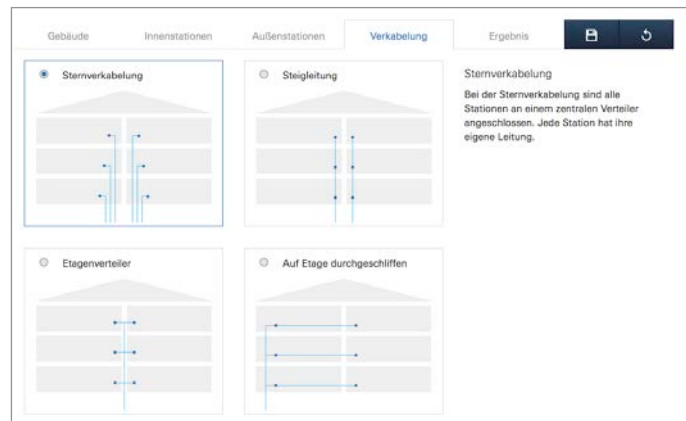 Gebäude Innenstationen Außenstationen Verkabelung Ergebnis
Sternverkabelung
Steigleitung
Sternverkabelung
Bei der Sternverkabelung sind alle
Stationen an einem zentralen Verteiler
angeschlossen. Jede Station hat ihre
eigene Leitung.
Etagenverteiler
Auf Etage durchgeschliffen